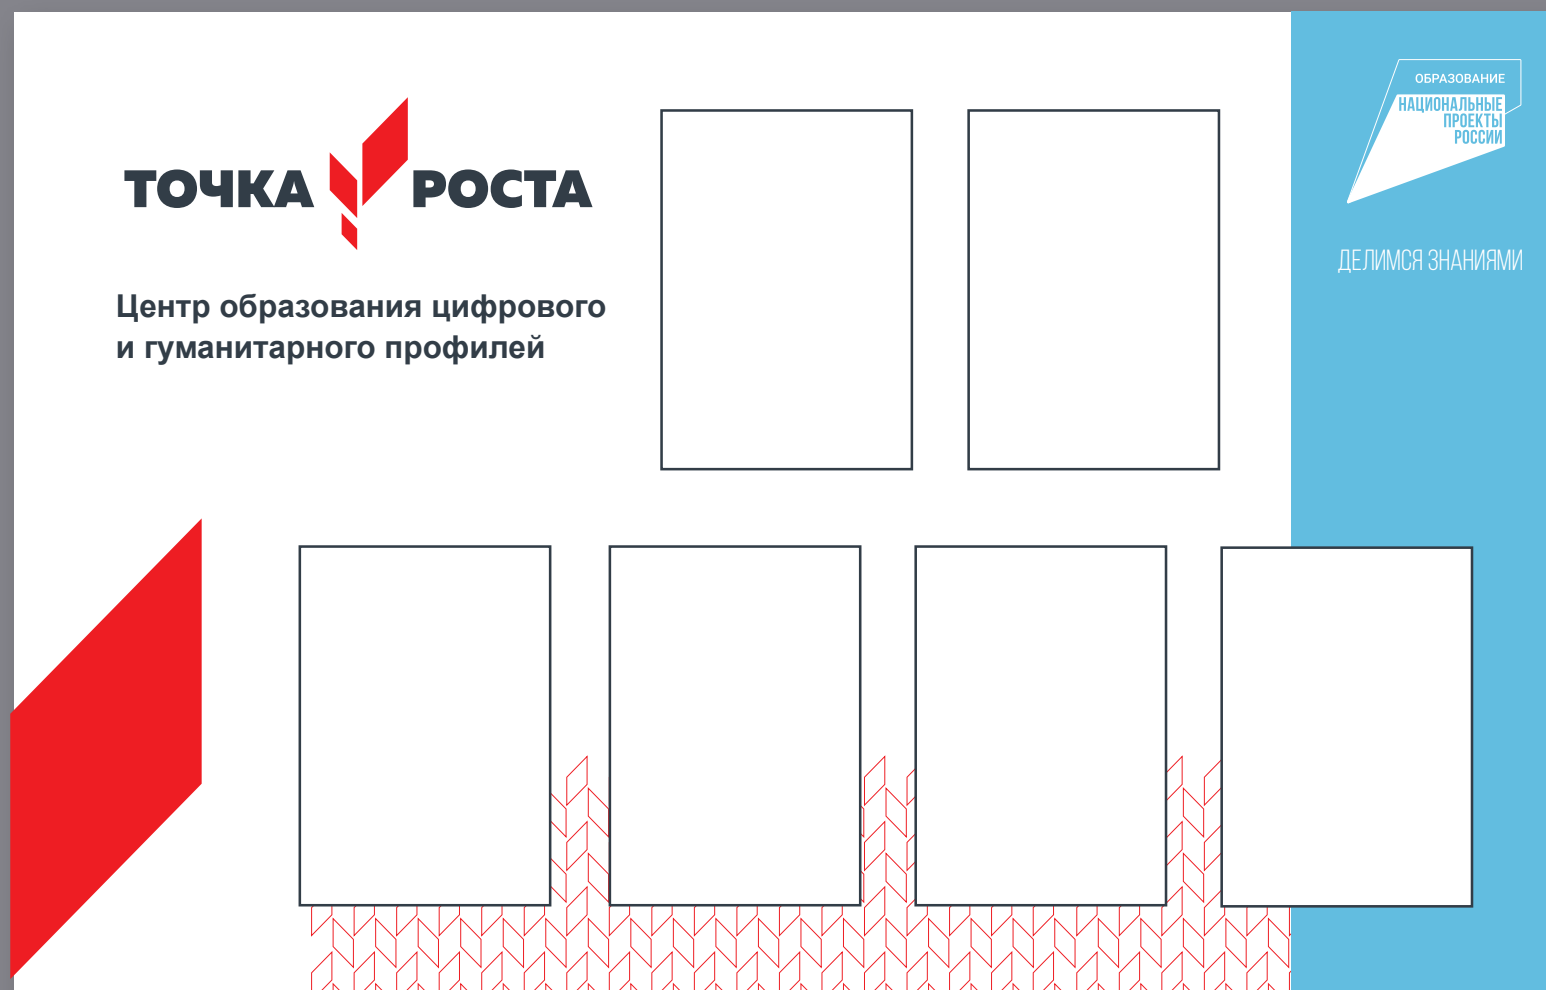 ТОЧКА РОСТА
Центр образования цифрового
и гуманитарного профилей
ОБРАЗОВАНИЕ
НАЦИОНАЛЬНЫЕ
ПРОЕКТЫ
РОССИИ
ДЕЛИМСЯ ЗНАНИЯМИ